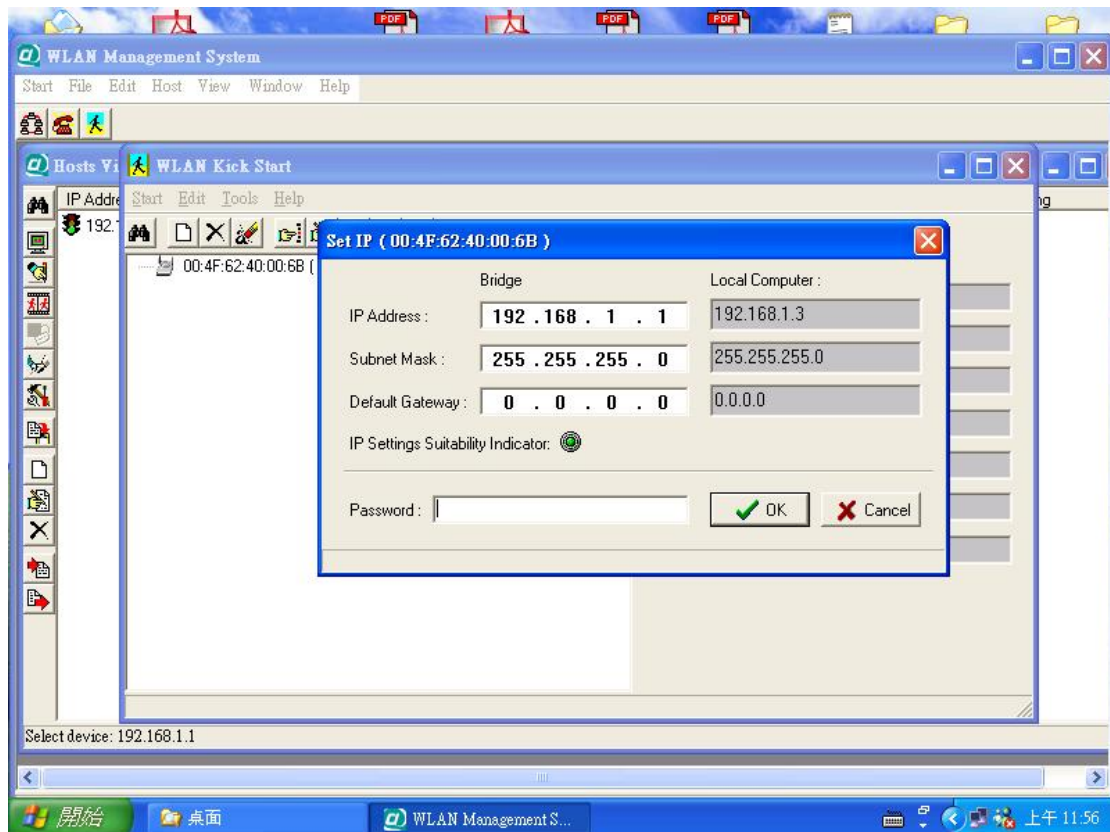 PDF PDF PDF
WLAN Management System
Start File Edit Host View Window Help
Hosts Vi
WLAN Kick Start
IP Addre
Start Edit Tools Help
ng
192.
Set IP ( 00:4F:62:40:00:6B )
00:4F:62:40:00:6B (
Bridge Local Computer :
IP Address : 192 . 168 . 1 . 1 192.168.1.3
Subnet Mask : 255 . 255 . 255 . 0 255.255.255.0
Default Gateway : 0 . 0 . 0 . 0 0.0.0.0
IP Settings Suitability Indicator:
Password : OK Cancel
Select device: 192.168.1.1
開始 桌面 WLAN Management S... 上午 11:56